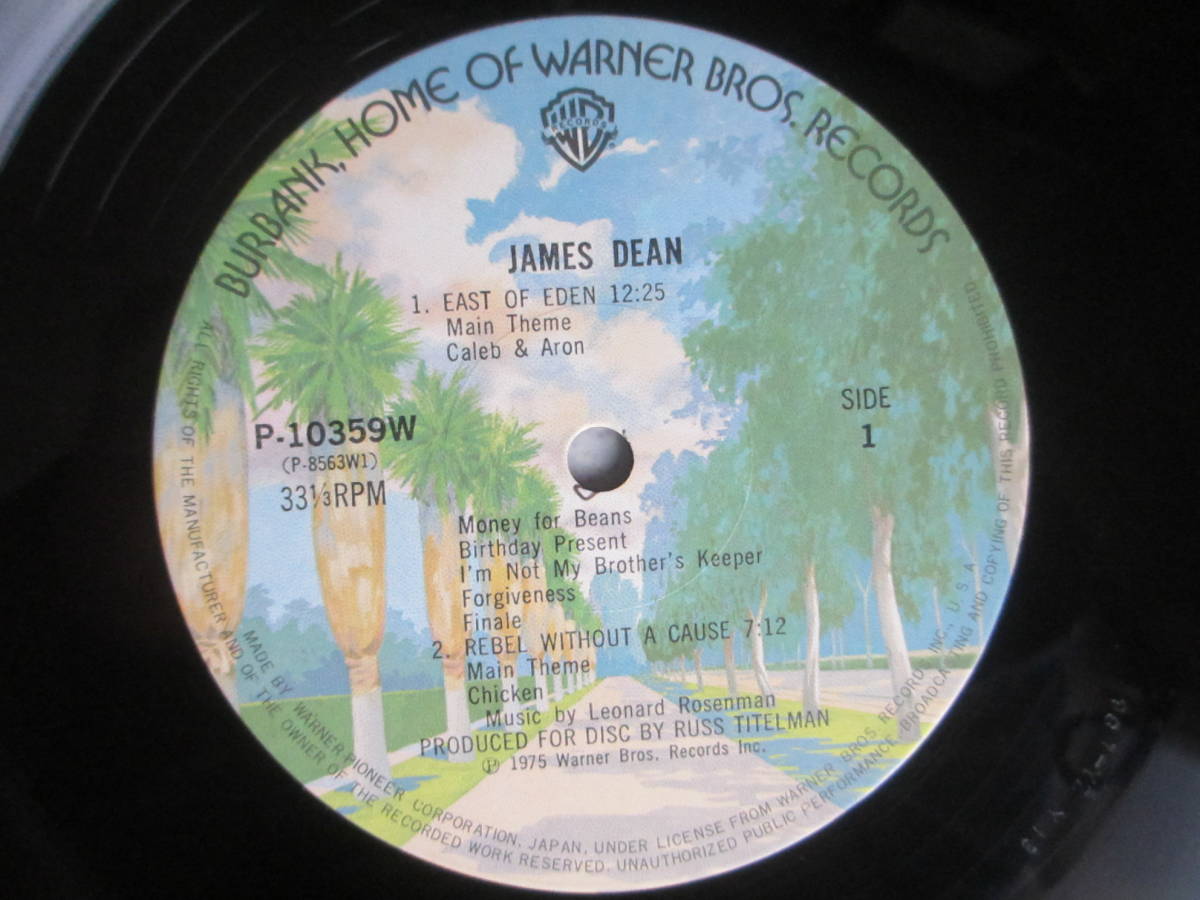 BURBANK, HOME OF WARNER BROS. RECORDS
RECORDS
JAMES DEAN
1. EAST OF EDEN 12:25
Main Theme
Caleb & Aron
SIDE
1
P-10359W
(P-8563W1)
33⅓RPM
Money for Beans
Birthday Present
I'm Not My Brother's Keeper
Forgiveness
Finale
2. REBEL WITHOUT A CAUSE 7:12
Main Theme
Chicken
Music by Leonard Rosenman
PRODUCED FOR DISC BY RUSS TITELMAN
Ⓟ 1975 Warner Bros. Records Inc.
MADE BY WARNER-PIONEER CORPORATION, JAPAN, UNDER LICENSE FROM WARNER BROS. RECORDS INC., U.S.A.
ALL RIGHTS OF THE MANUFACTURER AND OF THE OWNER OF THE RECORDED WORK RESERVED. UNAUTHORIZED PUBLIC PERFORMANCE, BROADCASTING AND COPYING OF THIS RECORD PROHIBITED